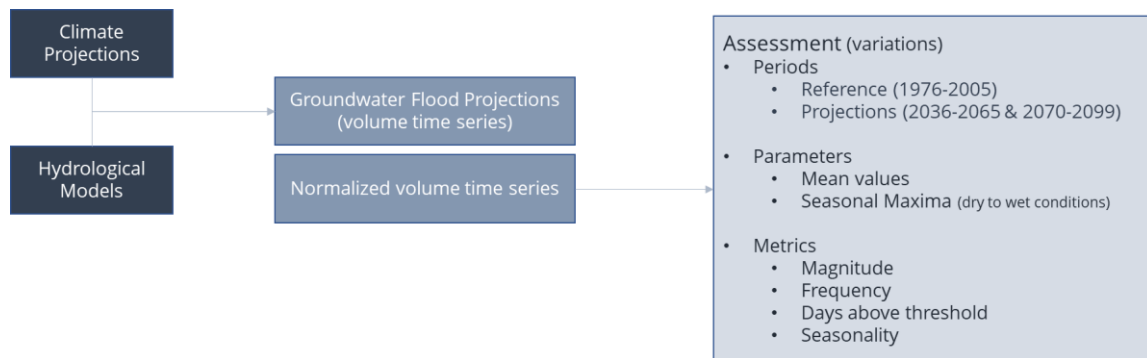 Climate
Projections
Hydrological
Models
Groundwater Flood Projections
(volume time series)
Normalized volume time series
Assessment (variations)
• Periods
• Reference (1976-2005)
• Projections (2036-2065 & 2070-2099)
• Parameters
• Mean values
• Seasonal Maxima (dry to wet conditions)
• Metrics
• Magnitude
• Frequency
• Days above threshold
• Seasonality